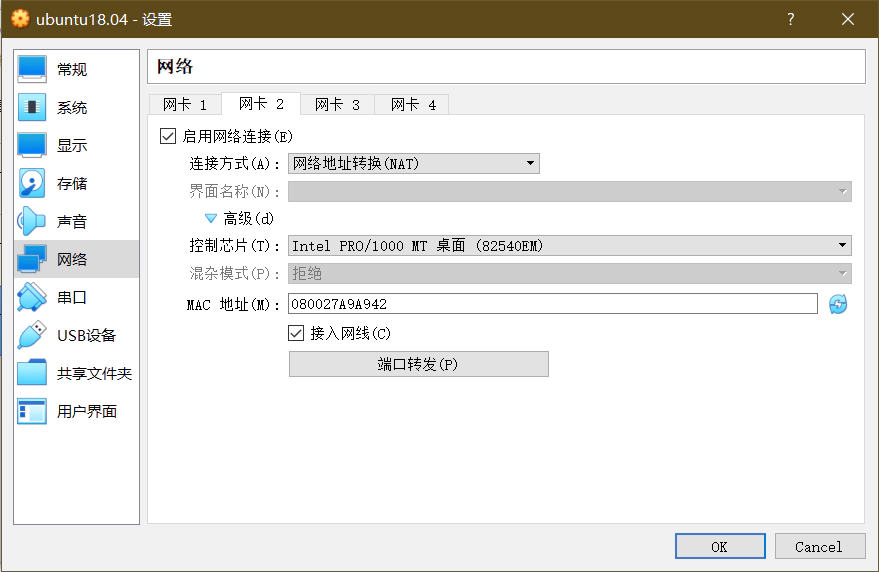 ubuntu18.04 - 设置 ?
常规
系统
显示
存储
声音
网络
串口
USB设备
共享文件夹
用户界面
网络
网卡 1 网卡 2 网卡 3 网卡 4
启用网络连接(E)
连接方式(A): 网络地址转换(NAT)
界面名称(N):
高级(d)
控制芯片(T): Intel PRO/1000 MT 桌面 (82540EM)
混杂模式(P): 拒绝
MAC 地址(M): 080027A9A942
接入网线(C)
端口转发(P)
OK Cancel